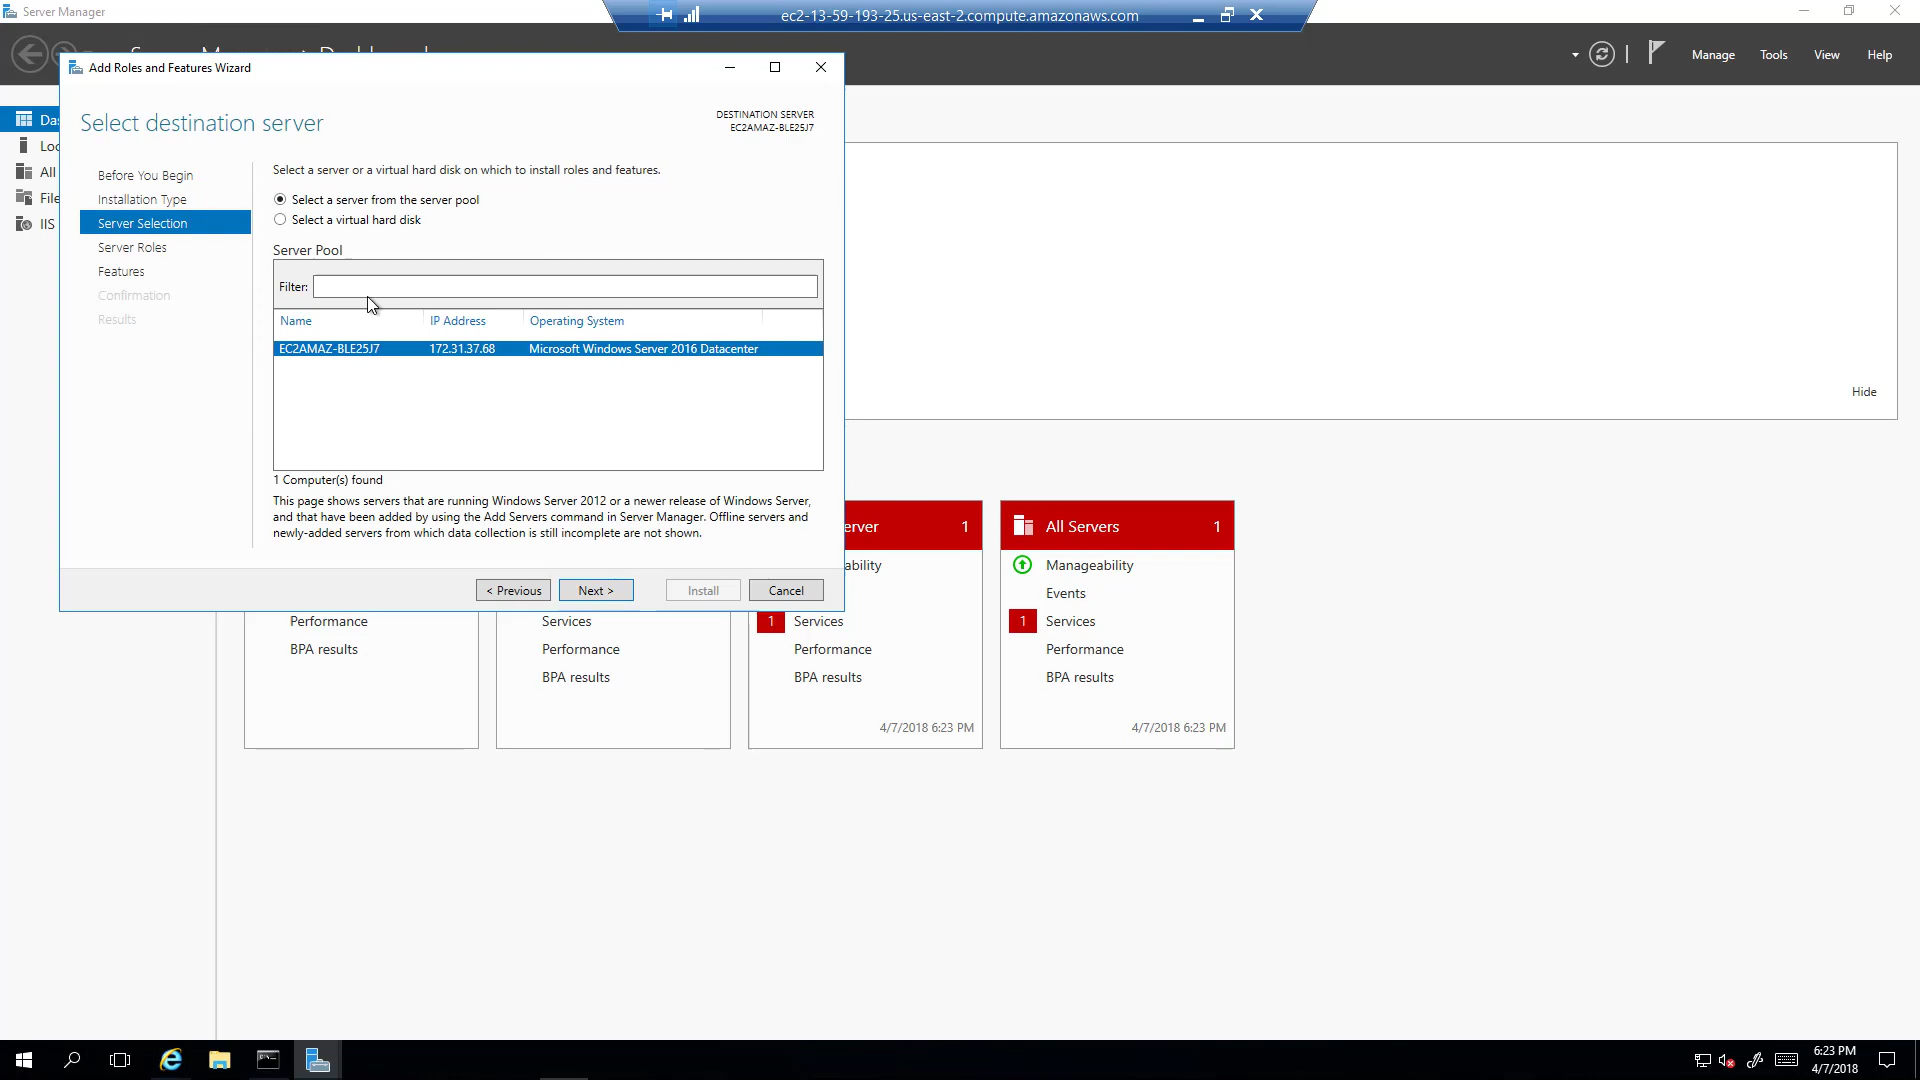 Server Manager
ec2-13-59-193-25.us-east-2.compute.amazonaws.com
Manage
Tools
View
Help
Add Roles and Features Wizard
Select destination server
DESTINATION SERVER
EC2AMAZ-BLE25J7
Before You Begin
Installation Type
Server Selection
Server Roles
Features
Confirmation
Results
Select a server or a virtual hard disk on which to install roles and features.
Select a server from the server pool
Select a virtual hard disk
Server Pool
Filter:
Name IP Address Operating System
EC2AMAZ-BLE25J7 172.31.37.68 Microsoft Windows Server 2016 Datacenter
1 Computer(s) found
This page shows servers that are running Windows Server 2012 or a newer release of Windows Server,
and that have been added by using the Add Servers command in Server Manager. Offline servers and
newly-added servers from which data collection is still incomplete are not shown.
< Previous
Next >
Install
Cancel
All
IIS
Hide
Performance
BPA results
Services
Performance
BPA results
erver 1
ability
1 Services
Performance
BPA results
4/7/2018 6:23 PM
All Servers 1
Manageability
Events
1 Services
Performance
BPA results
4/7/2018 6:23 PM
6:23 PM
4/7/2018